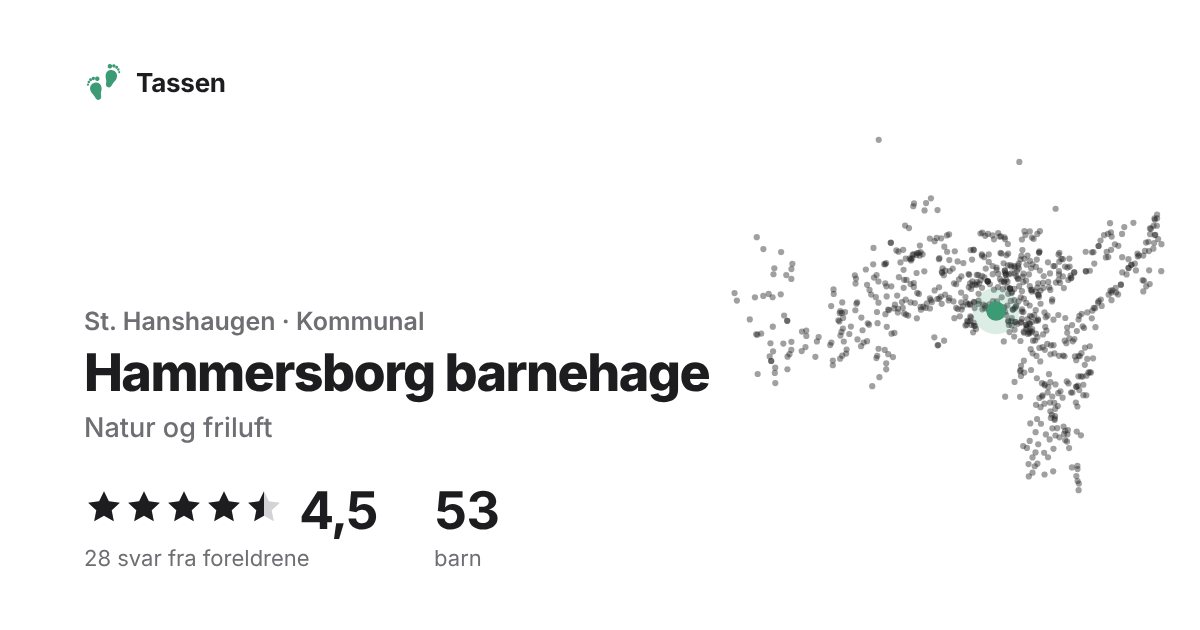 Tassen
St. Hanshaugen · Kommunal
Hammersborg barnehage
Natur og friluft
4,5
53
28 svar fra foreldrene
barn